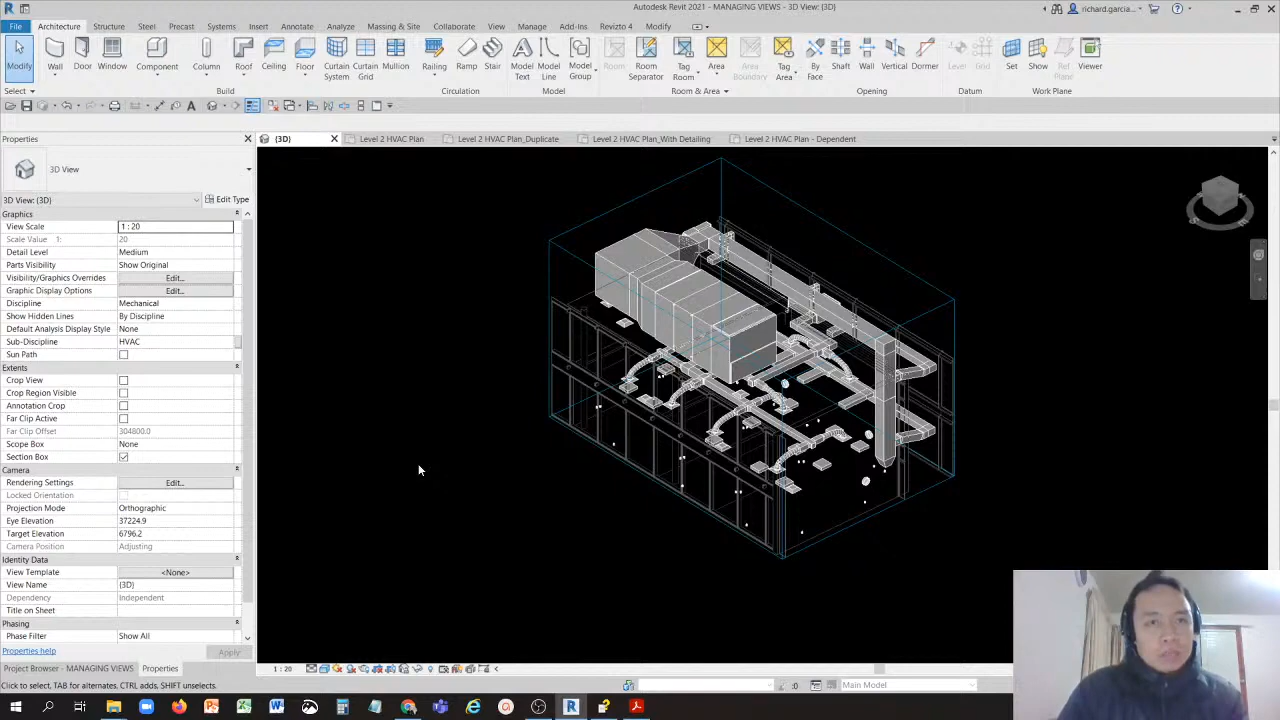 Autodesk Revit 2021 - MANAGING VIEWS - 3D View: {3D}
richard.garcia...
File Architecture Structure Steel Precast Systems Insert Annotate Analyze Massing & Site Collaborate View Manage Add-Ins Revizto 4 Modify
Modify Wall Door Window Component Column Roof Ceiling Floor Curtain System Curtain Grid Mullion Railing Ramp Stair Model Text Model Line Model Group Room Room Separator Tag Room Area Area Boundary Tag Area By Face Shaft Wall Vertical Dormer Level Grid Set Show Ref Plane Viewer
Select Build Circulation Model Room & Area Opening Datum Work Plane
Properties
{3D} Level 2 HVAC Plan Level 2 HVAC Plan_Duplicate Level 2 HVAC Plan_With Detailing Level 2 HVAC Plan - Dependent
3D View
3D View: {3D} Edit Type
Graphics
View Scale 1 : 20
Scale Value 1: 20
Detail Level Medium
Parts Visibility Show Original
Visibility/Graphics Overrides Edit...
Graphic Display Options Edit...
Discipline Mechanical
Show Hidden Lines By Discipline
Default Analysis Display Style None
Sub-Discipline HVAC
Sun Path
Extents
Crop View
Crop Region Visible
Annotation Crop
Far Clip Active
Far Clip Offset 304800.0
Scope Box None
Section Box
Camera
Rendering Settings Edit...
Locked Orientation
Projection Mode Orthographic
Eye Elevation 37224.9
Target Elevation 6796.2
Camera Position Adjusting
Identity Data
View Template <None>
View Name {3D}
Dependency Independent
Title on Sheet
Phasing
Phase Filter Show All
Properties help Apply
Project Browser - MANAGING VIEWS Properties
1 : 20
Click to select, TAB for alternates, CTRL adds, SHIFT unselects.
:0 Main Model